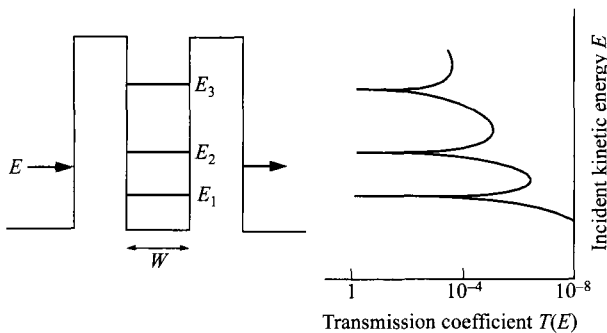 E
E₃
E₂
E₁
W
1
10⁻⁴
10⁻⁸
Transmission coefficient T(E)
Incident kinetic energy E